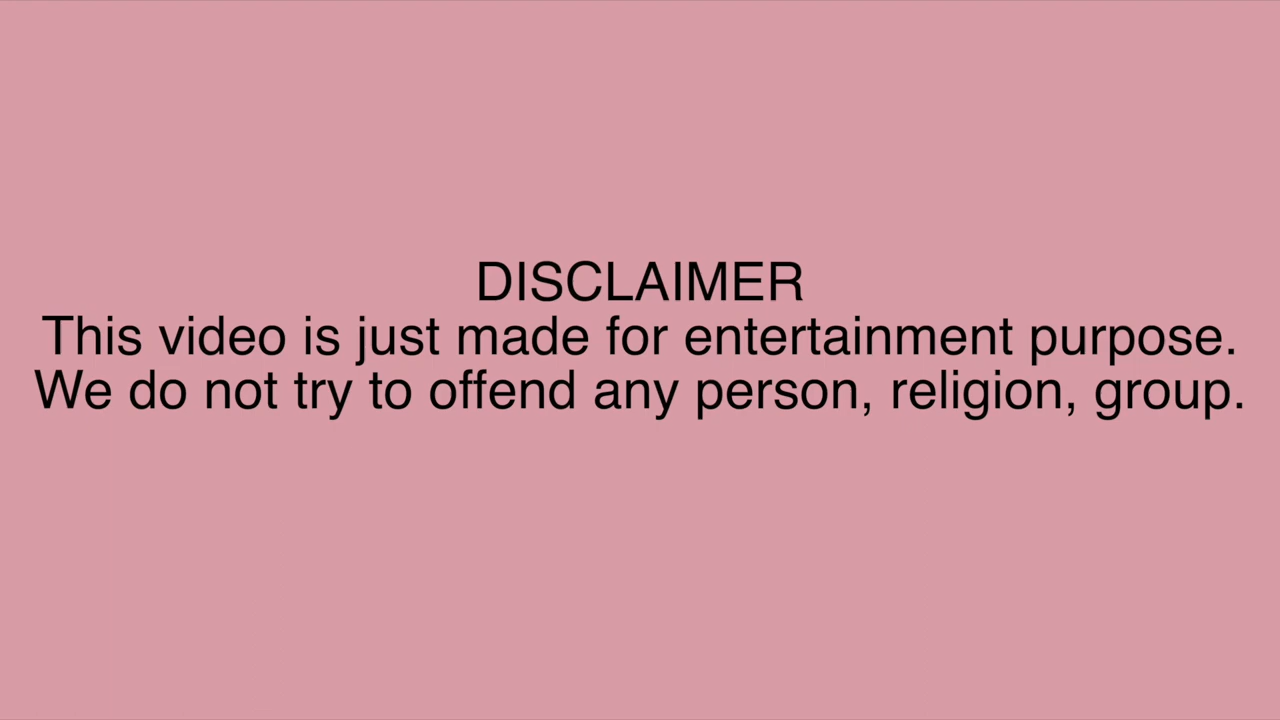 DISCLAIMER
This video is just made for entertainment purpose.
We do not try to offend any person, religion, group.